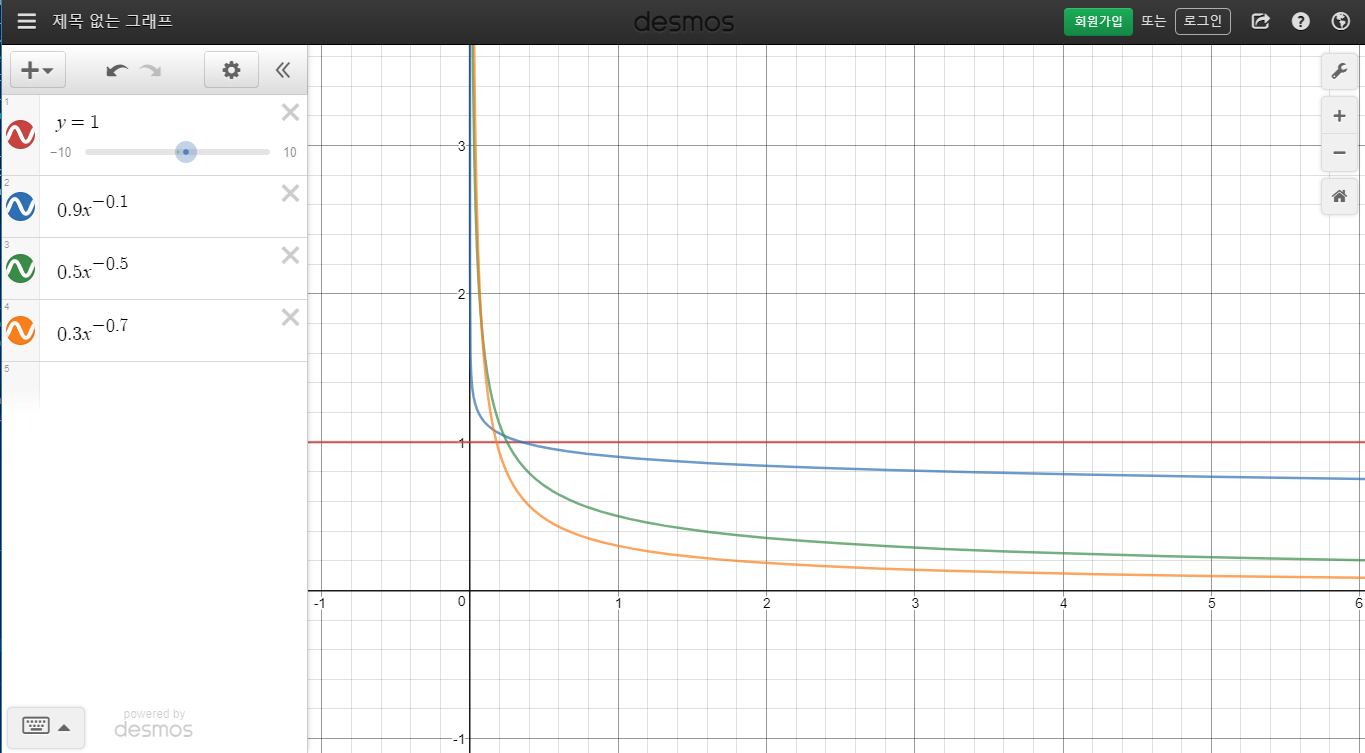 제목 없는 그래프
desmos
회원가입 또는 로그인
1
y = 1
−10 10
2
0.9x^−0.1
3
0.5x^−0.5
4
0.3x^−0.7
5
powered by
desmos
3
2
1
-1 0 1 2 3 4 5 6
-1